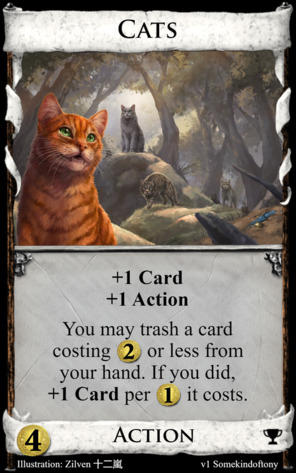 CATS
+1 Card
+1 Action
You may trash a card
costing 2 or less from
your hand. If you did,
+1 Card per 1 it costs.
4 ACTION
Illustration: Zilven 十二嵐 v1 Somekindoftony